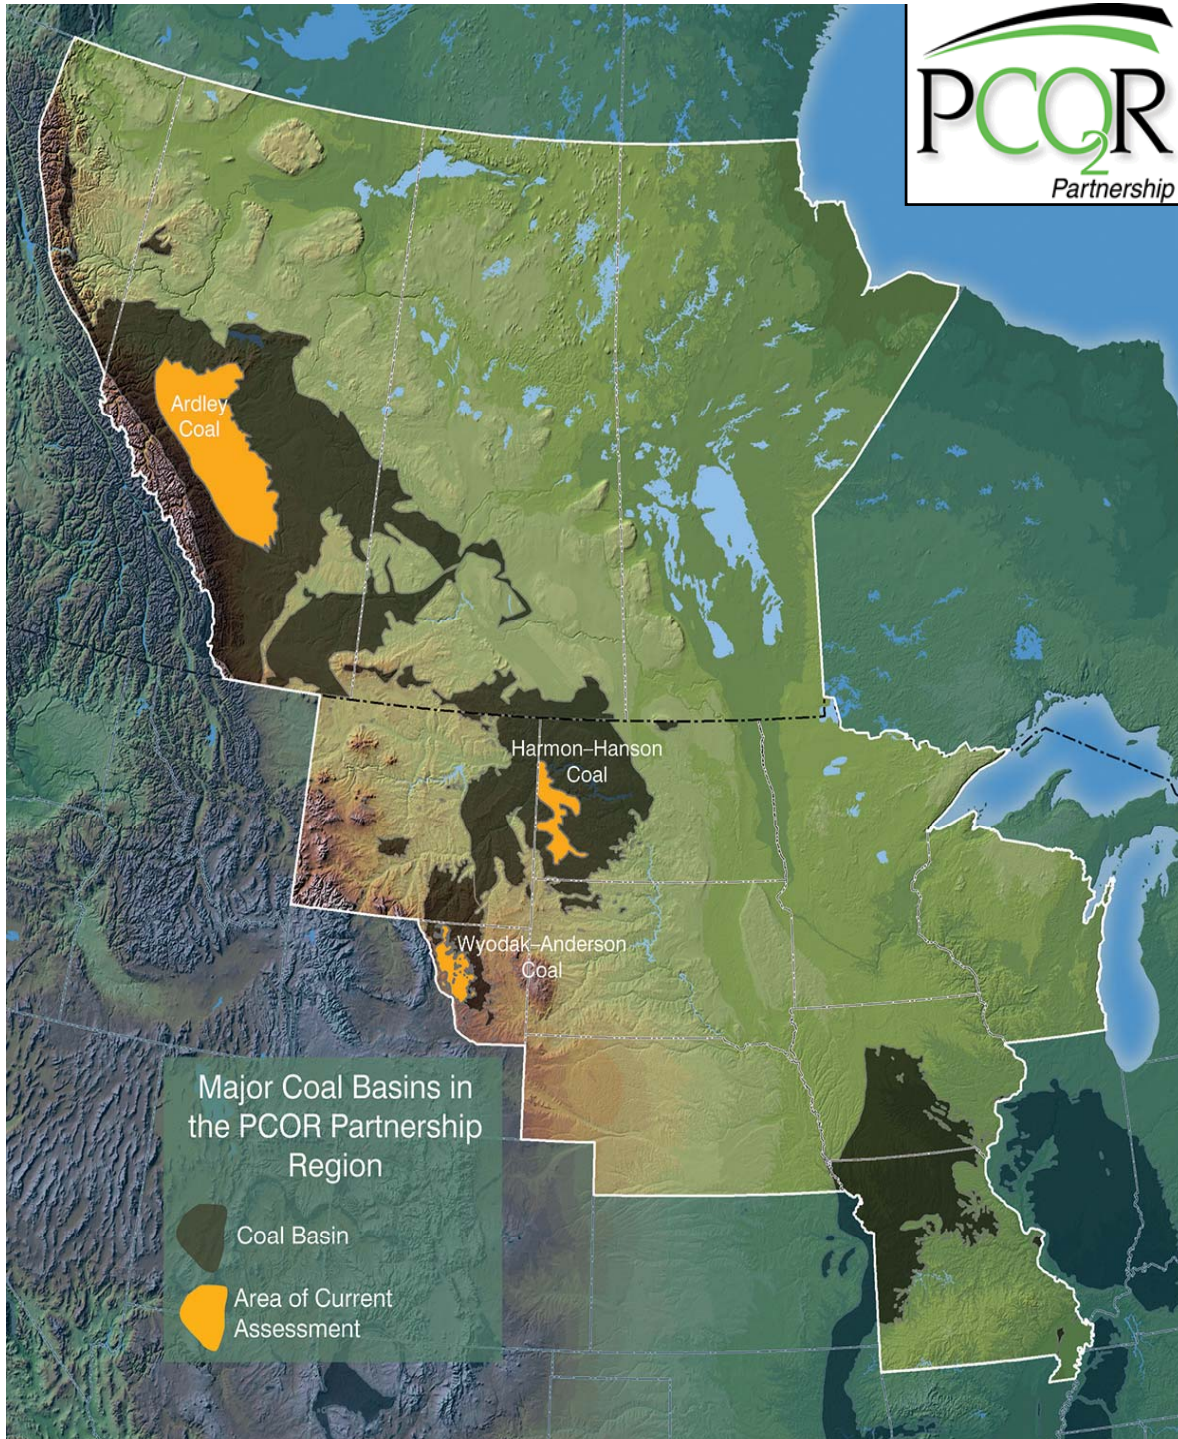 PCO2R
Partnership
Ardley
Coal
Harmon–Hanson
Coal
Wyodak–Anderson
Coal
Major Coal Basins in
the PCOR Partnership
Region
Coal Basin
Area of Current
Assessment